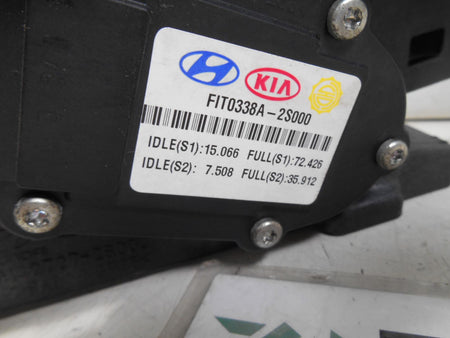 KIA
FIT0338A-2S000
IDLE(S1):15.066 FULL(S1):72.426
IDLE(S2): 7.508 FULL(S2):35.912